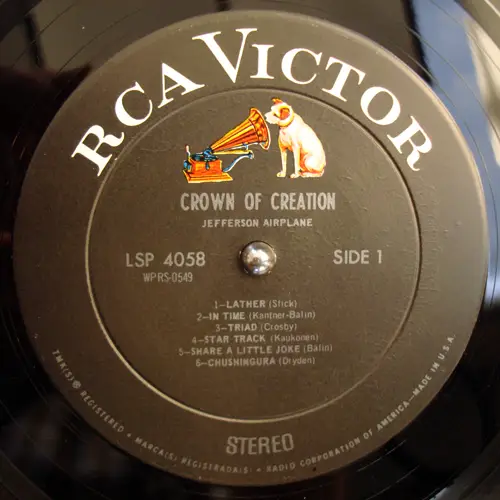 RCA VICTOR
CROWN OF CREATION
JEFFERSON AIRPLANE
LSP 4058
WPRS-0549
SIDE 1
1—LATHER (Slick)
2—IN TIME (Kantner-Balin)
3—TRIAD (Crosby)
4—STAR TRACK (Kaukonen)
5—SHARE A LITTLE JOKE (Balin)
6—CHUSHINGURA (Dryden)
STEREO
TMK(S) ® REGISTERED • MARCA(S) REGISTRADA(S) • RADIO CORPORATION OF AMERICA—MADE IN U.S.A.